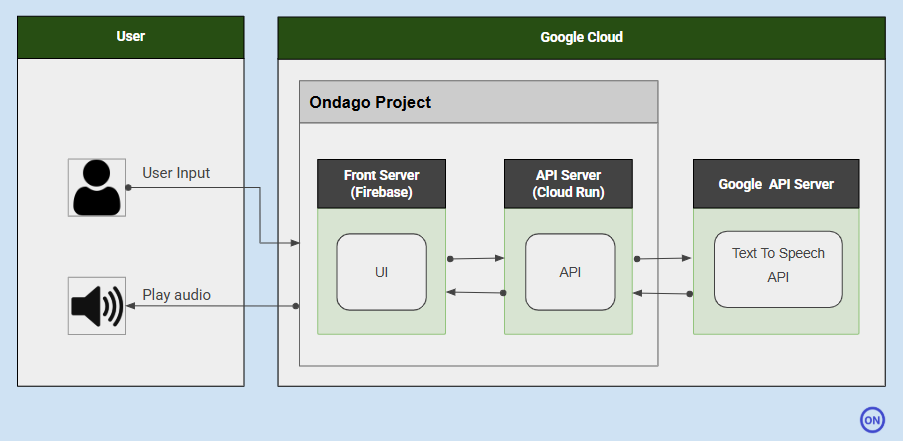 User
Google Cloud
Ondago Project
User Input
Front Server
(Firebase)
API Server
(Cloud Run)
Google API Server
UI
API
Text To Speech
API
Play audio
ON